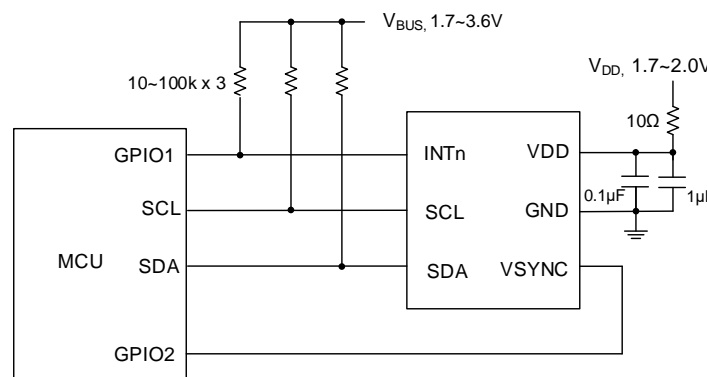 VBUS, 1.7~3.6V
VDD, 1.7~2.0V
10~100k x 3
10Ω
GPIO1
INTn
VDD
0.1µF
SCL
SCL
GND
MCU
SDA
SDA
VSYNC
GPIO2